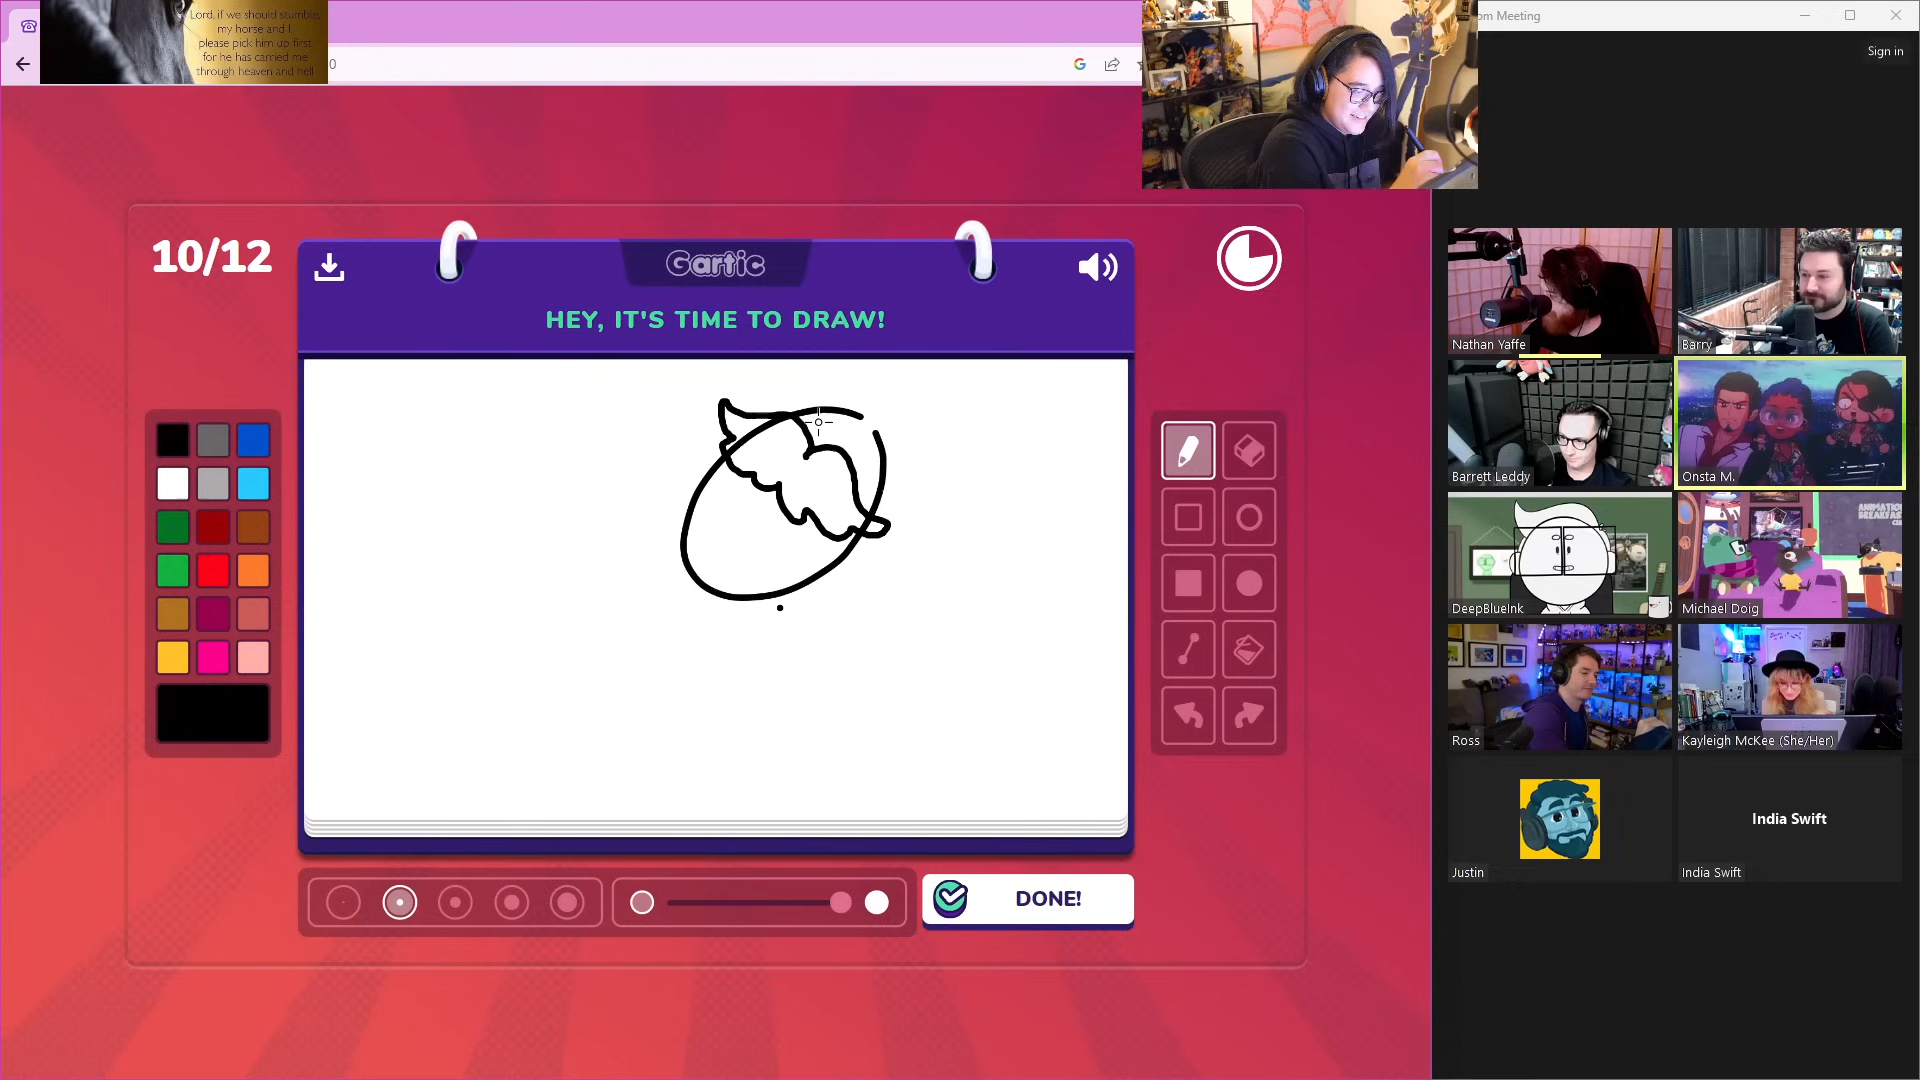 Lord, if we should stumble,
my horse and I,
please pick him up first,
for he has carried me
through heaven and hell
0
Meeting
Sign in
10/12
Gartic
HEY, IT'S TIME TO DRAW!
Nathan Yaffe
Barry
Barrett Leddy
Onsta M.
DeepBlueInk
Michael Doig
Ross
Kayleigh McKee (She/Her)
India Swift
Justin
India Swift
DONE!